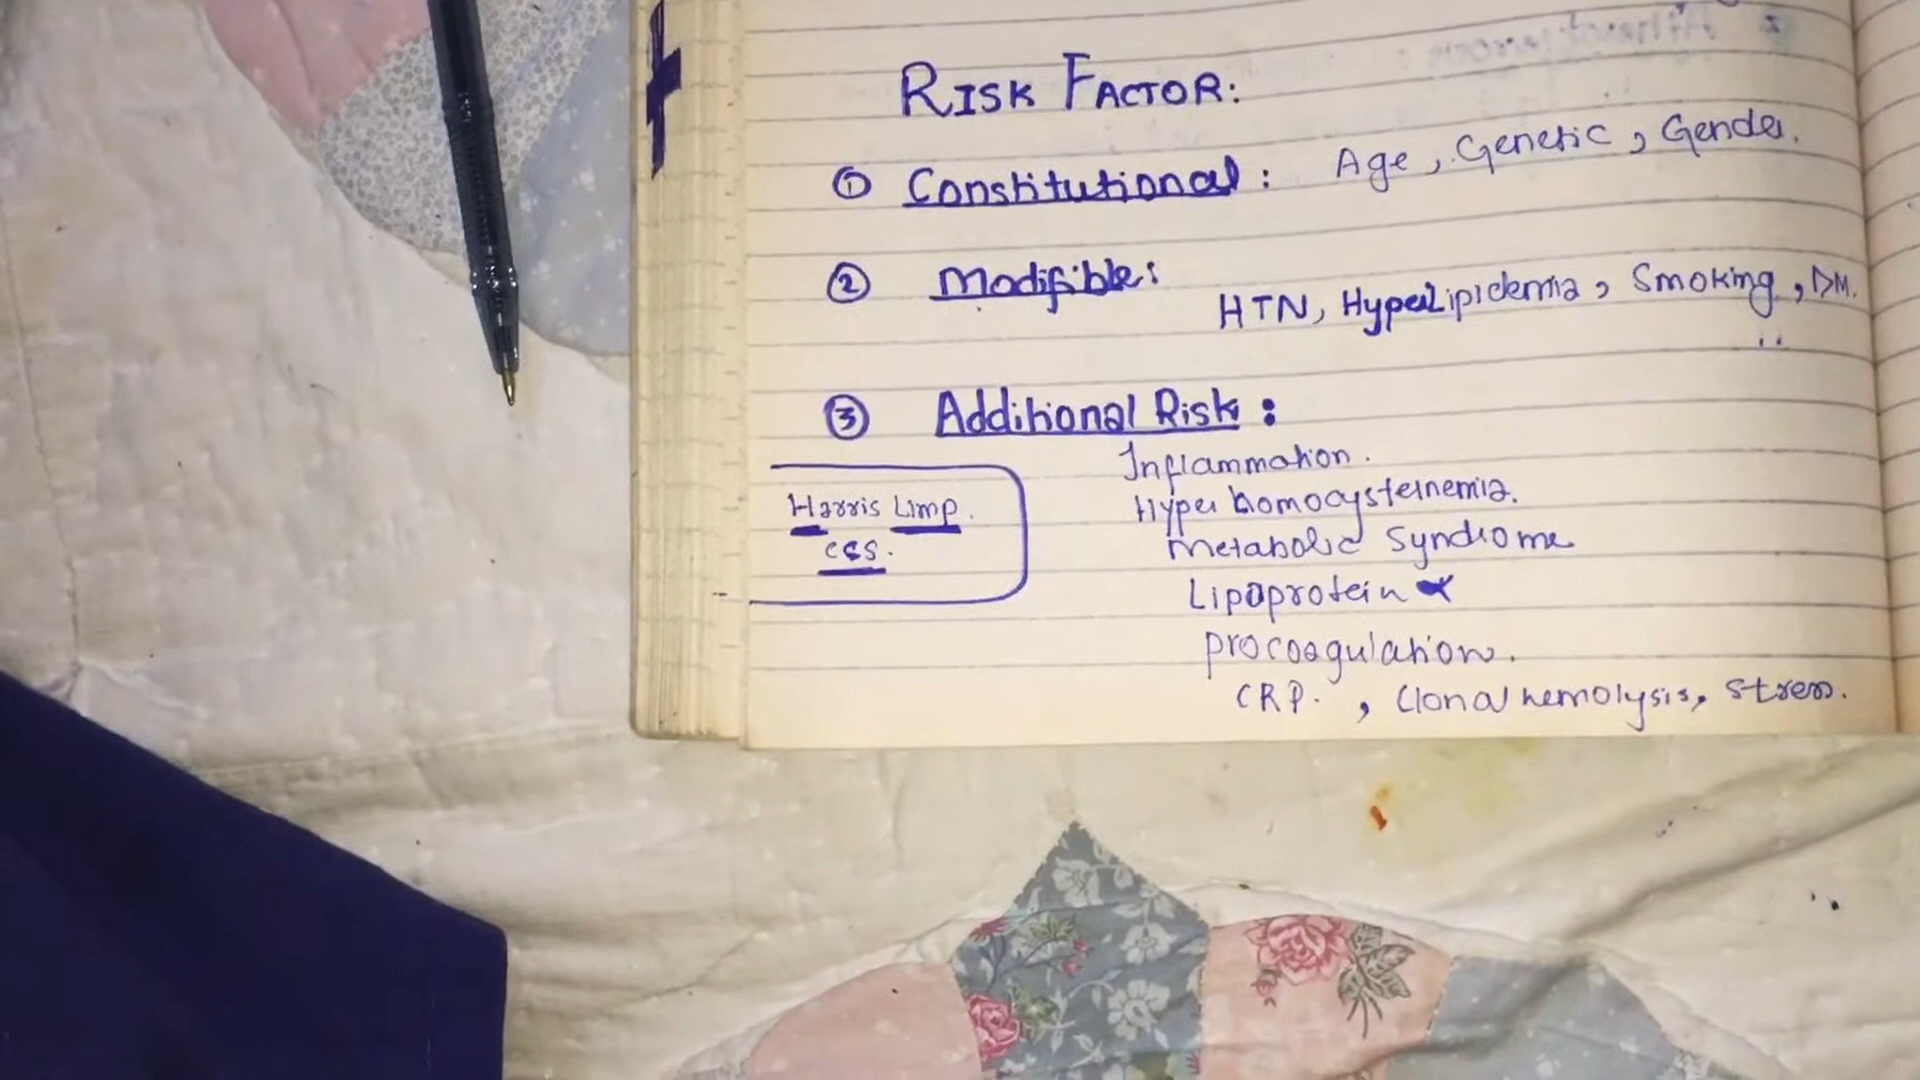 RISK FACTOR:
① Constitutional : Age, Genetic, Gender.
② Modifible: HTN, Hyperlipidemia, Smoking, DM.
③ Additional Risk :
Inflammation.
Hyper homocysteinemia.
Metabolic Syndrome
Lipoprotein
procoagulation.
CRP. , Clonal hemolysis, stress.
Harris Limp.
ccs.